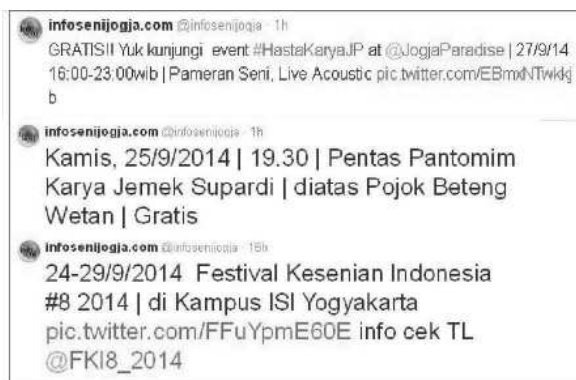 infosenijogja.com @infosenijogja · 1h
GRATIS!! Yuk kunjungi event #HastaKaryaJP at @JogjaParadise | 27/9/14
16:00-23:00wib | Pameran Seni, Live Acoustic pic.twitter.com/EBmxNTwkkj
b
infosenijogja.com @infosenijogja · 1h
Kamis, 25/9/2014 | 19.30 | Pentas Pantomim
Karya Jemek Supardi | diatas Pojok Beteng
Wetan | Gratis
infosenijogja.com @infosenijogja · 16h
24-29/9/2014 Festival Kesenian Indonesia
#8 2014 | di Kampus ISI Yogyakarta
pic.twitter.com/FFuYpmE60E info cek TL
@FKI8_2014